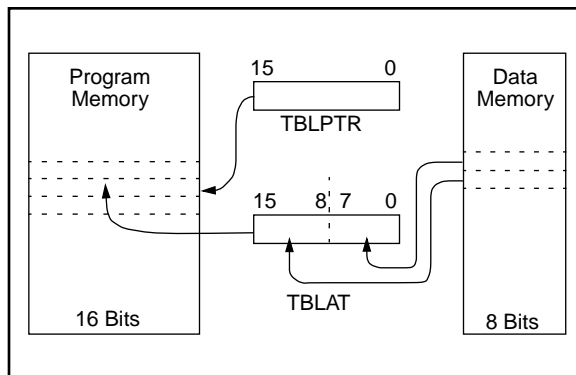 Program
Memory
15 0
TBLPTR
Data
Memory
15 8 7 0
TBLAT
16 Bits
8 Bits